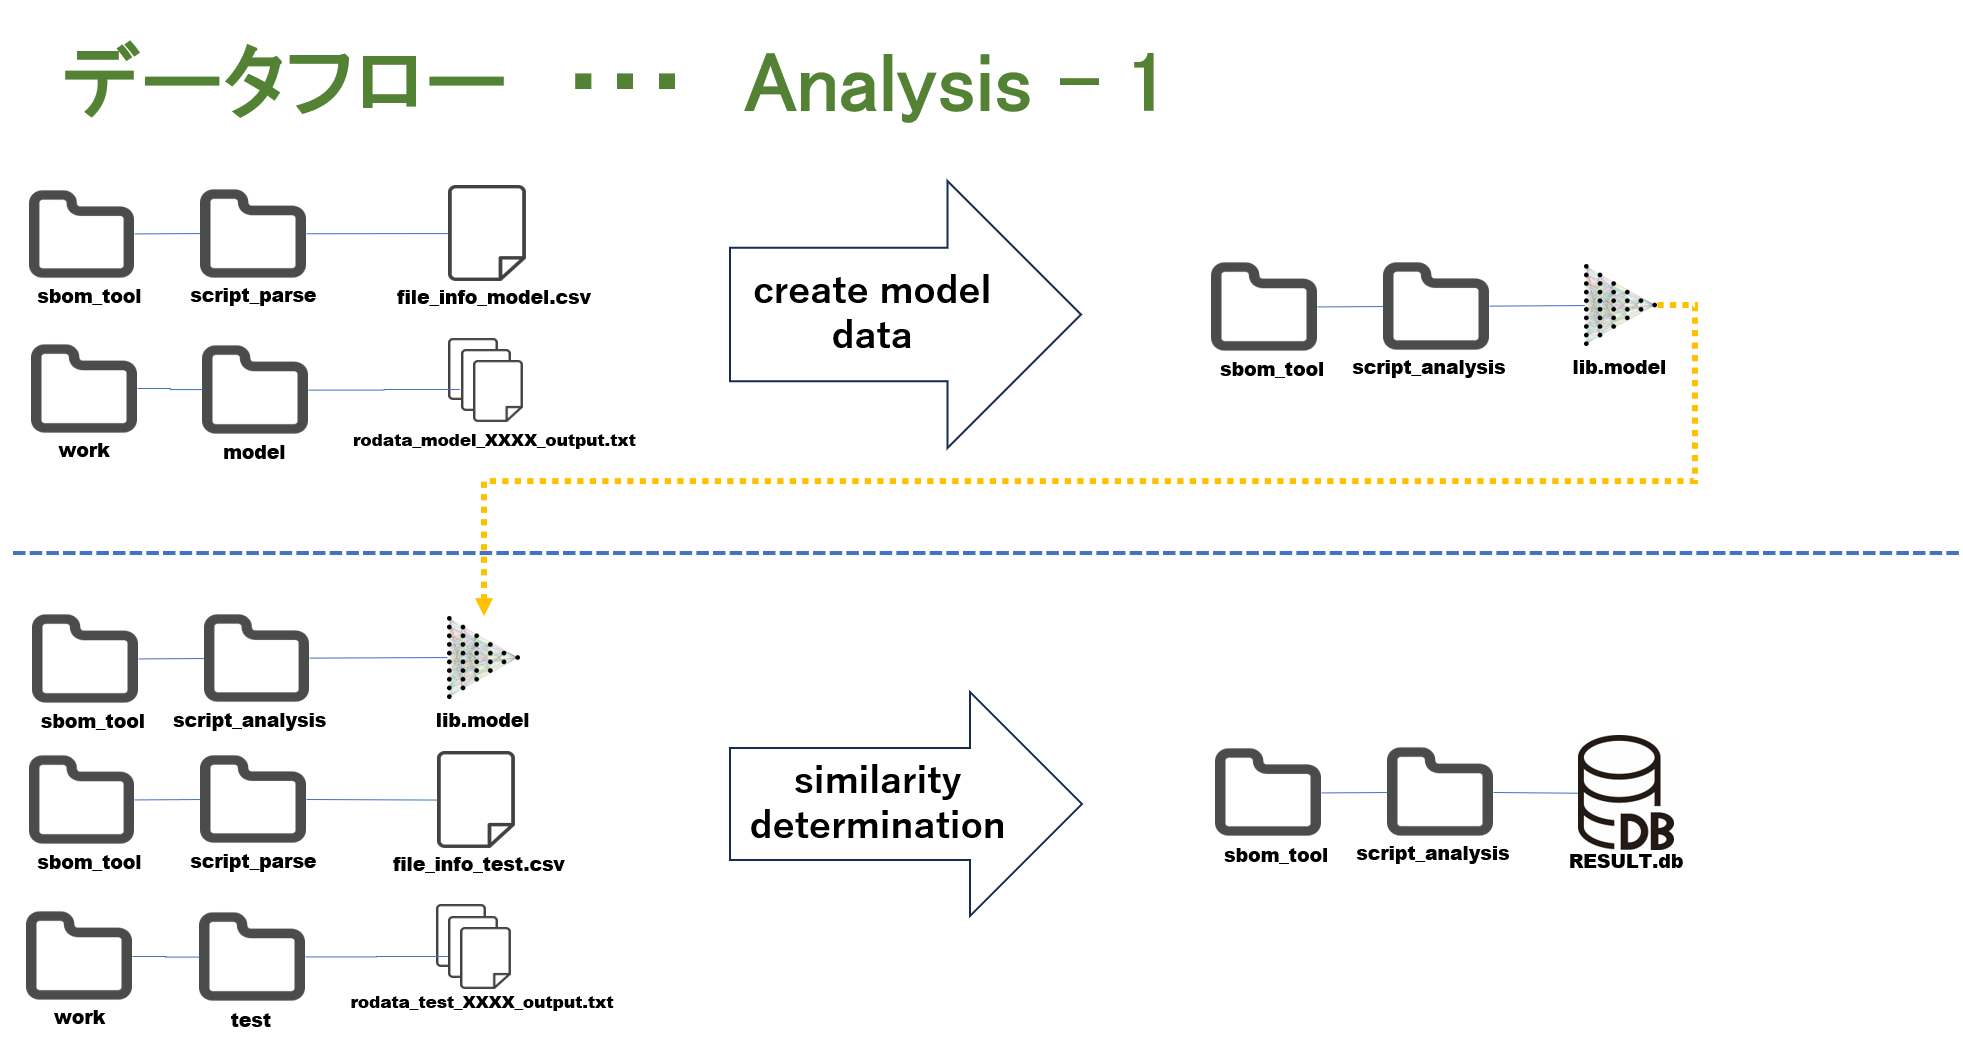 データフロー ・・・ Analysis － 1
sbom_tool
script_parse
file_info_model.csv
work
model
rodata_model_XXXX_output.txt
create model
data
sbom_tool
script_analysis
lib.model
sbom_tool
script_analysis
lib.model
sbom_tool
script_parse
file_info_test.csv
work
test
rodata_test_XXXX_output.txt
similarity
determination
sbom_tool
script_analysis
DB
RESULT.db